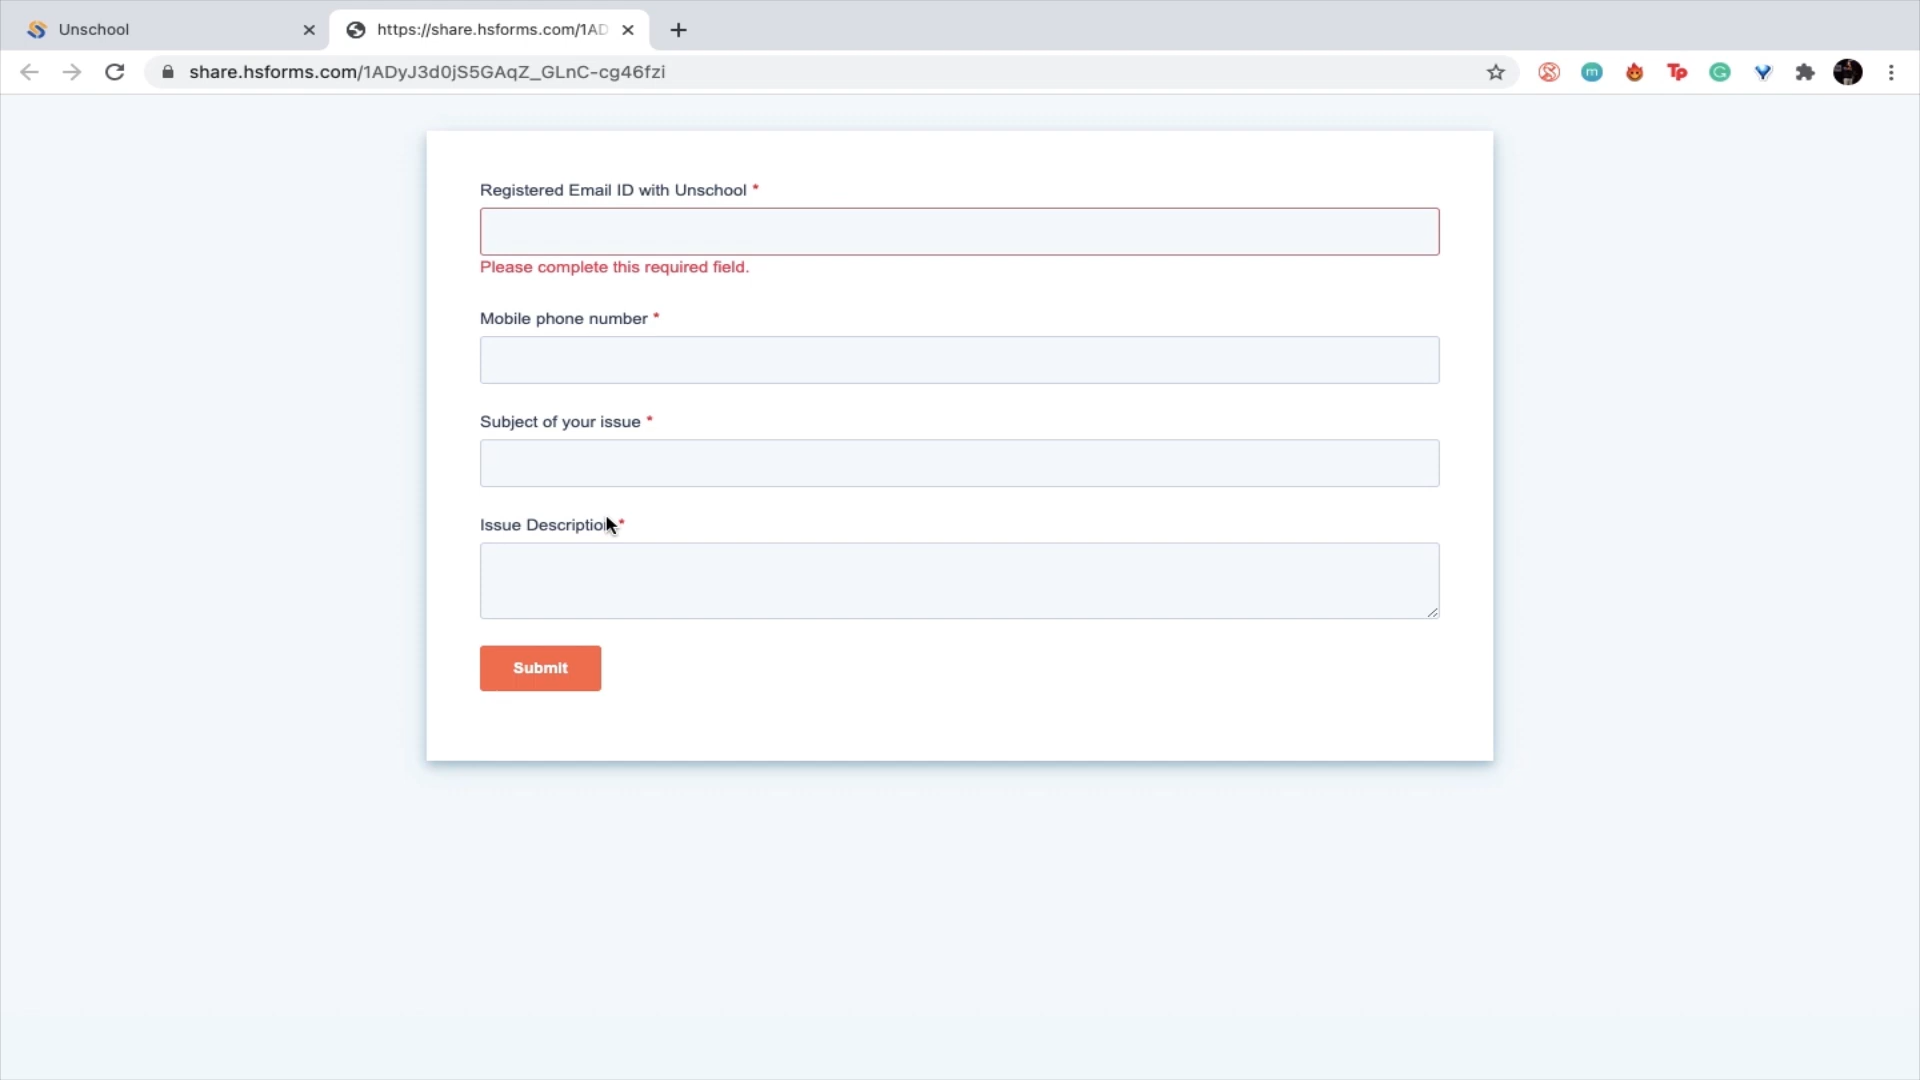 Unschool
https://share.hsforms.com/1AD
share.hsforms.com/1ADyJ3d0jS5GAqZ_GLnC-cg46fzi
m
Tp
Registered Email ID with Unschool *
Please complete this required field.
Mobile phone number *
Subject of your issue *
Issue Description *
Submit